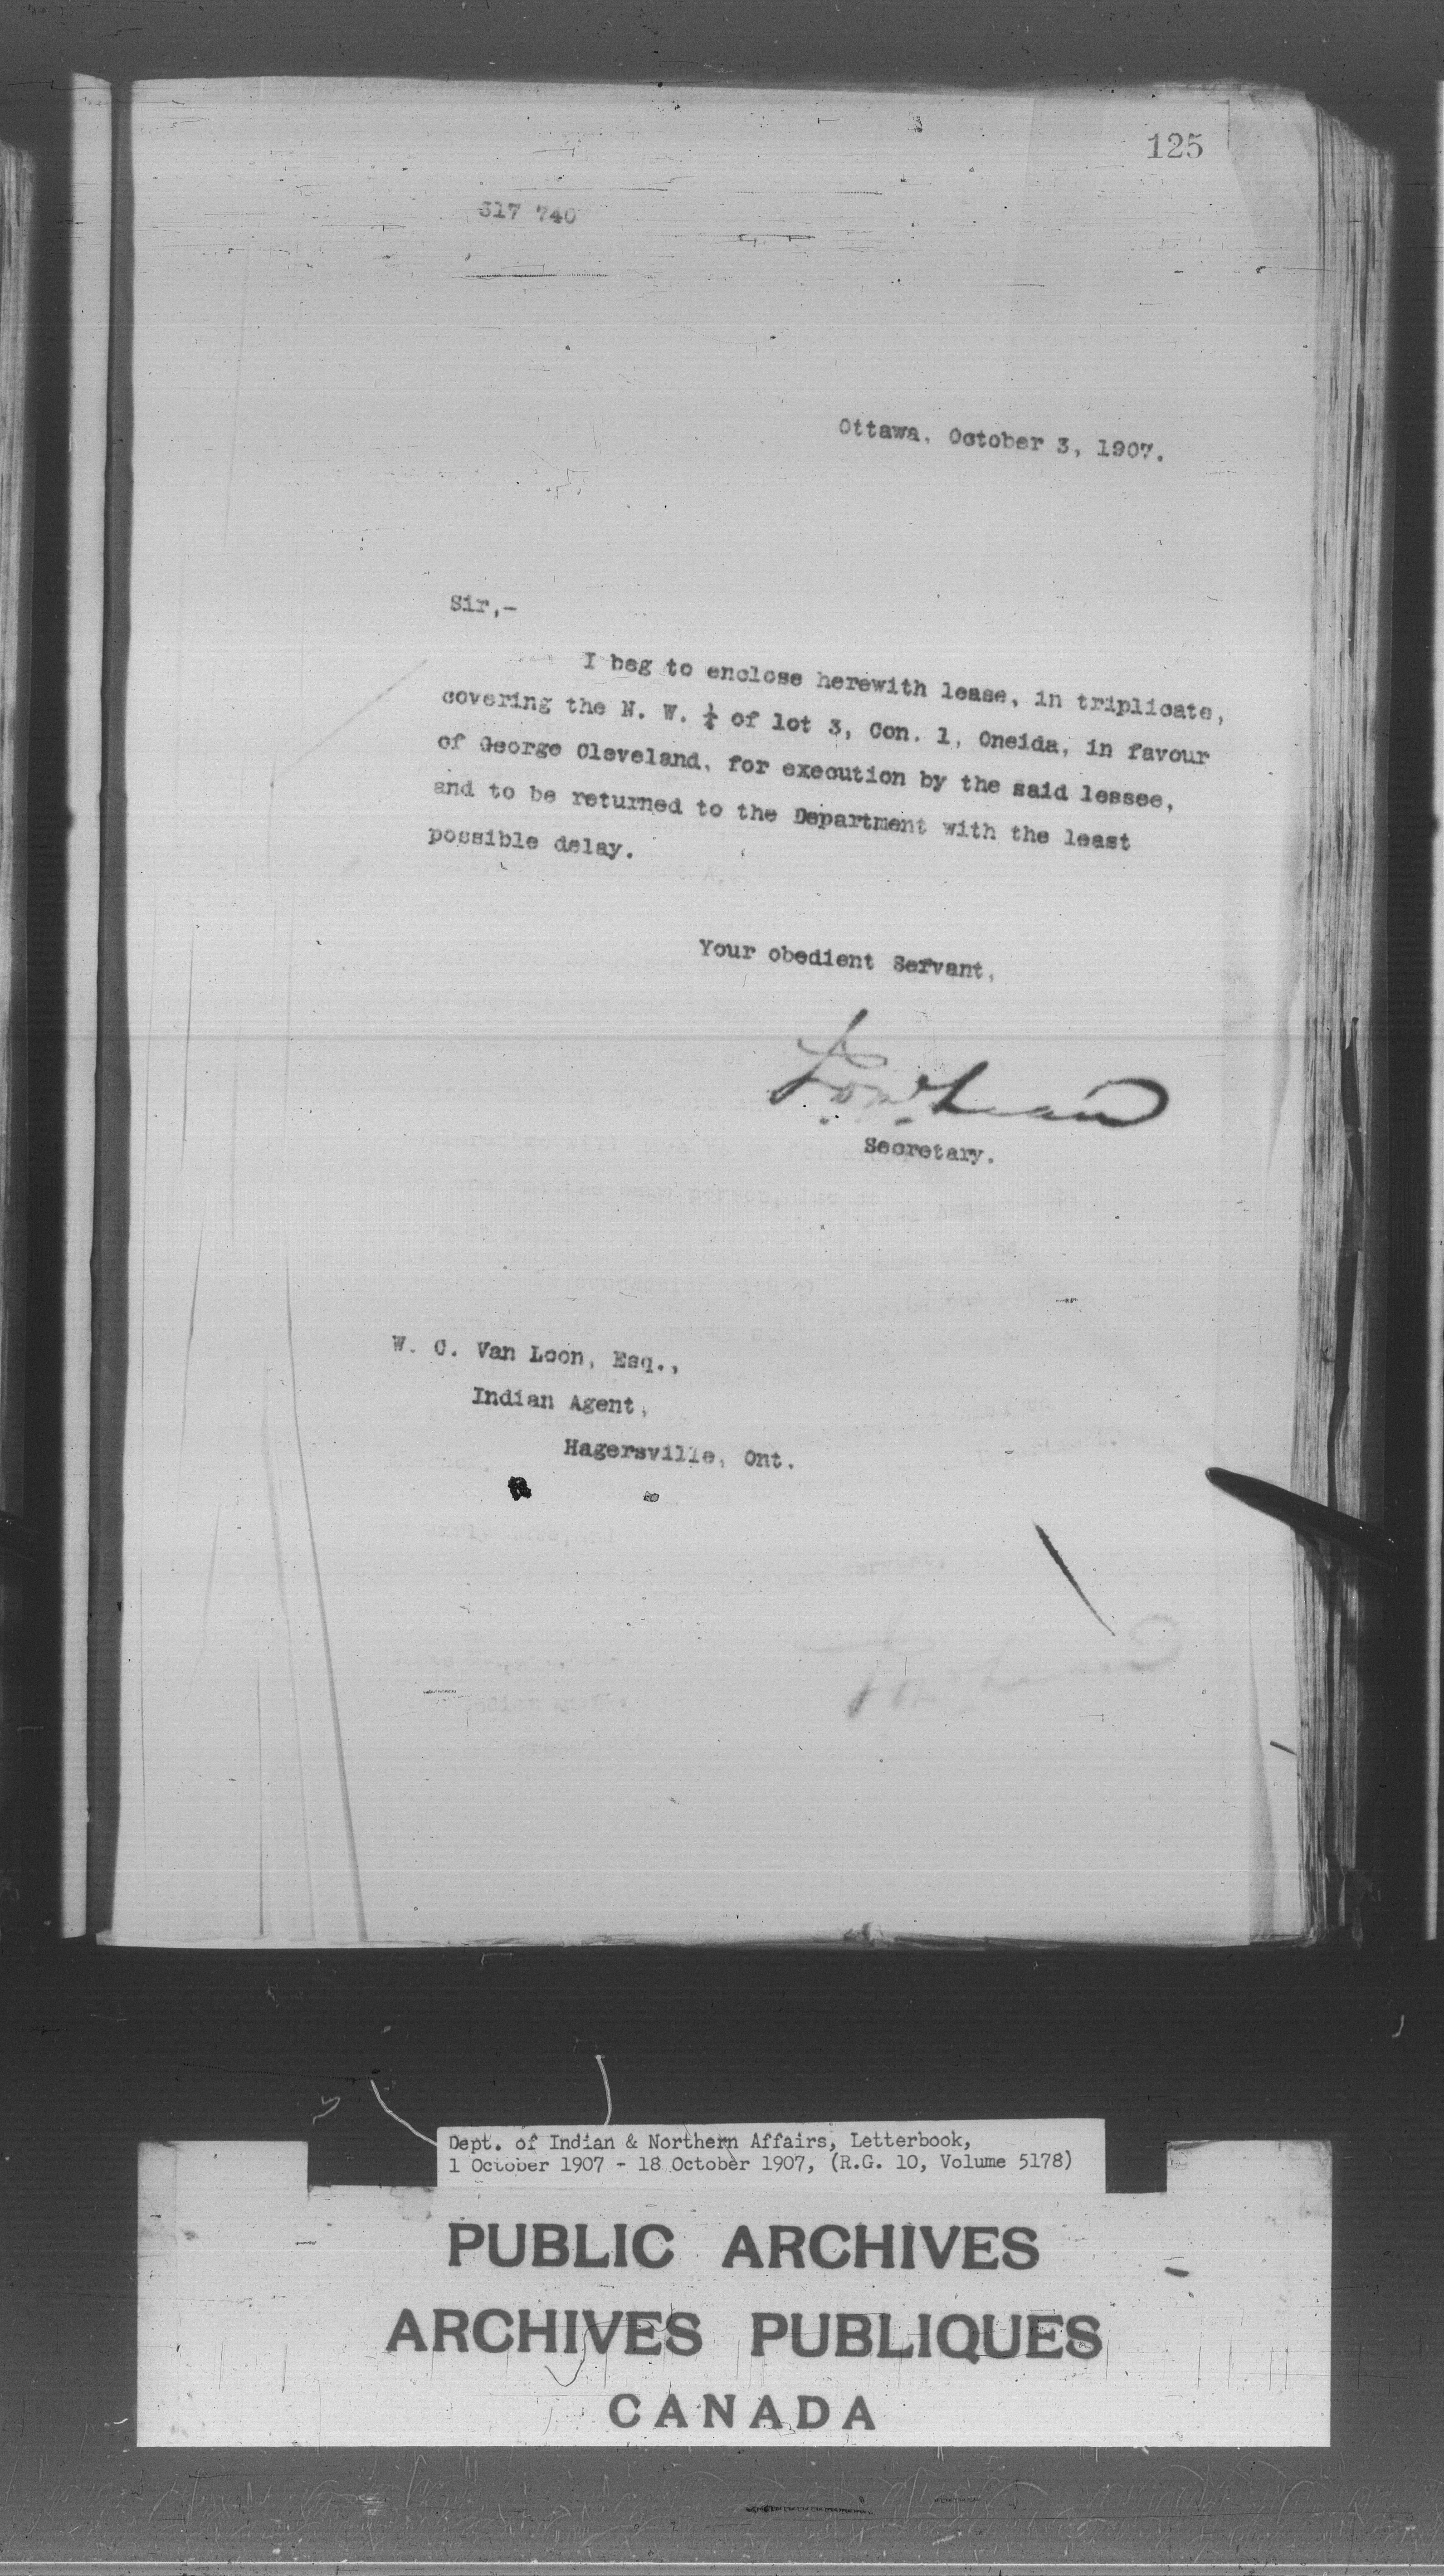 125
317 740
Ottawa, October 3, 1907.
Sir,-
I beg to enclose herewith lease, in triplicate,
covering the N. W. ¼ of lot 3, Con. 1, Oneida, in favour
of George Cleveland, for execution by the said lessee,
and to be returned to the Department with the least
possible delay.
Your obedient Servant,
Secretary.
W. C. Van Loon, Esq.,
Indian Agent,
Hagersville, Ont.
Dept. of Indian & Northern Affairs, Letterbook,
1 October 1907 - 18 October 1907, (R.G. 10, Volume 5178)
PUBLIC ARCHIVES
ARCHIVES PUBLIQUES
CANADA